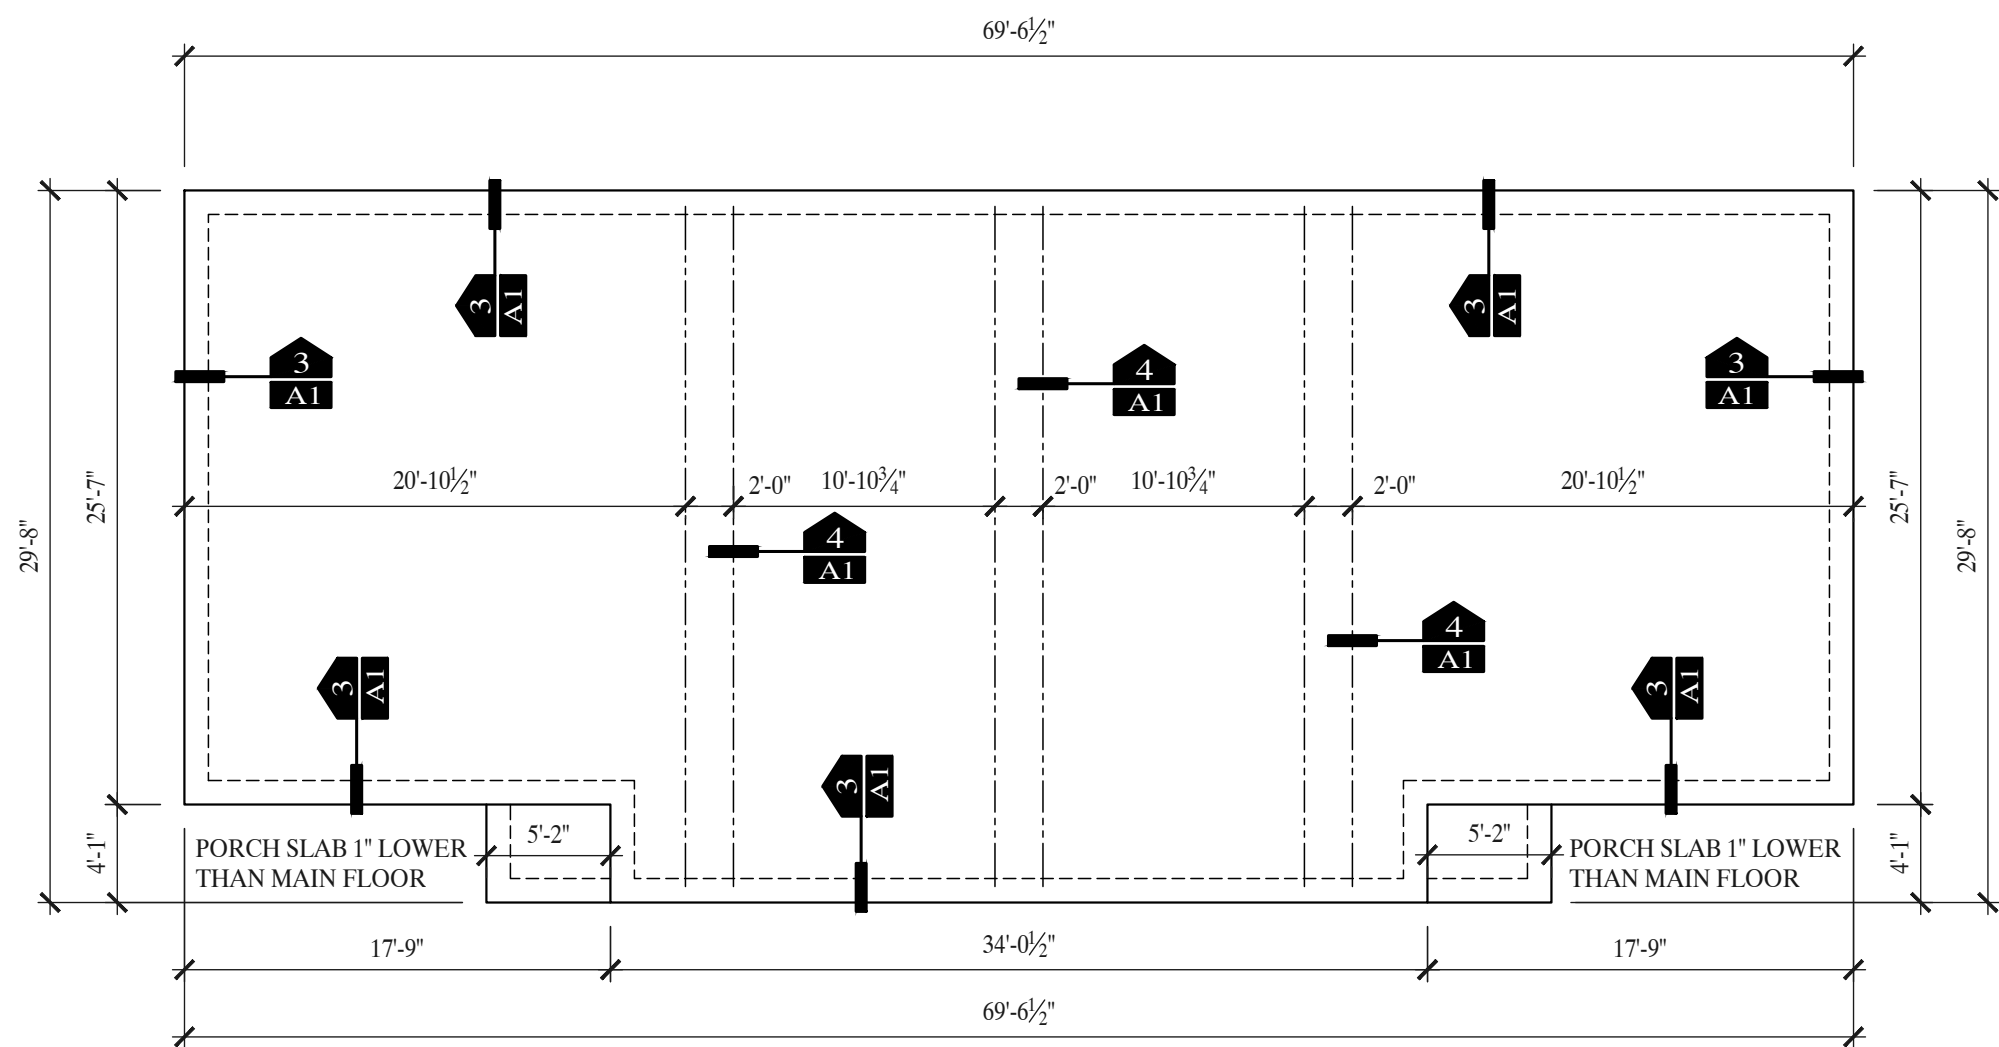 69'-6½"
3
A1
3
A1
3
A1
4
A1
3
A1
20'-10½"
2'-0"
10'-10¾"
2'-0"
10'-10¾"
2'-0"
20'-10½"
29'-8"
25'-7"
25'-7"
29'-8"
4
A1
4
A1
3
A1
3
A1
3
A1
4'-1"
PORCH SLAB 1" LOWER
THAN MAIN FLOOR
5'-2"
5'-2"
PORCH SLAB 1" LOWER
THAN MAIN FLOOR
4'-1"
17'-9"
34'-0½"
17'-9"
69'-6½"